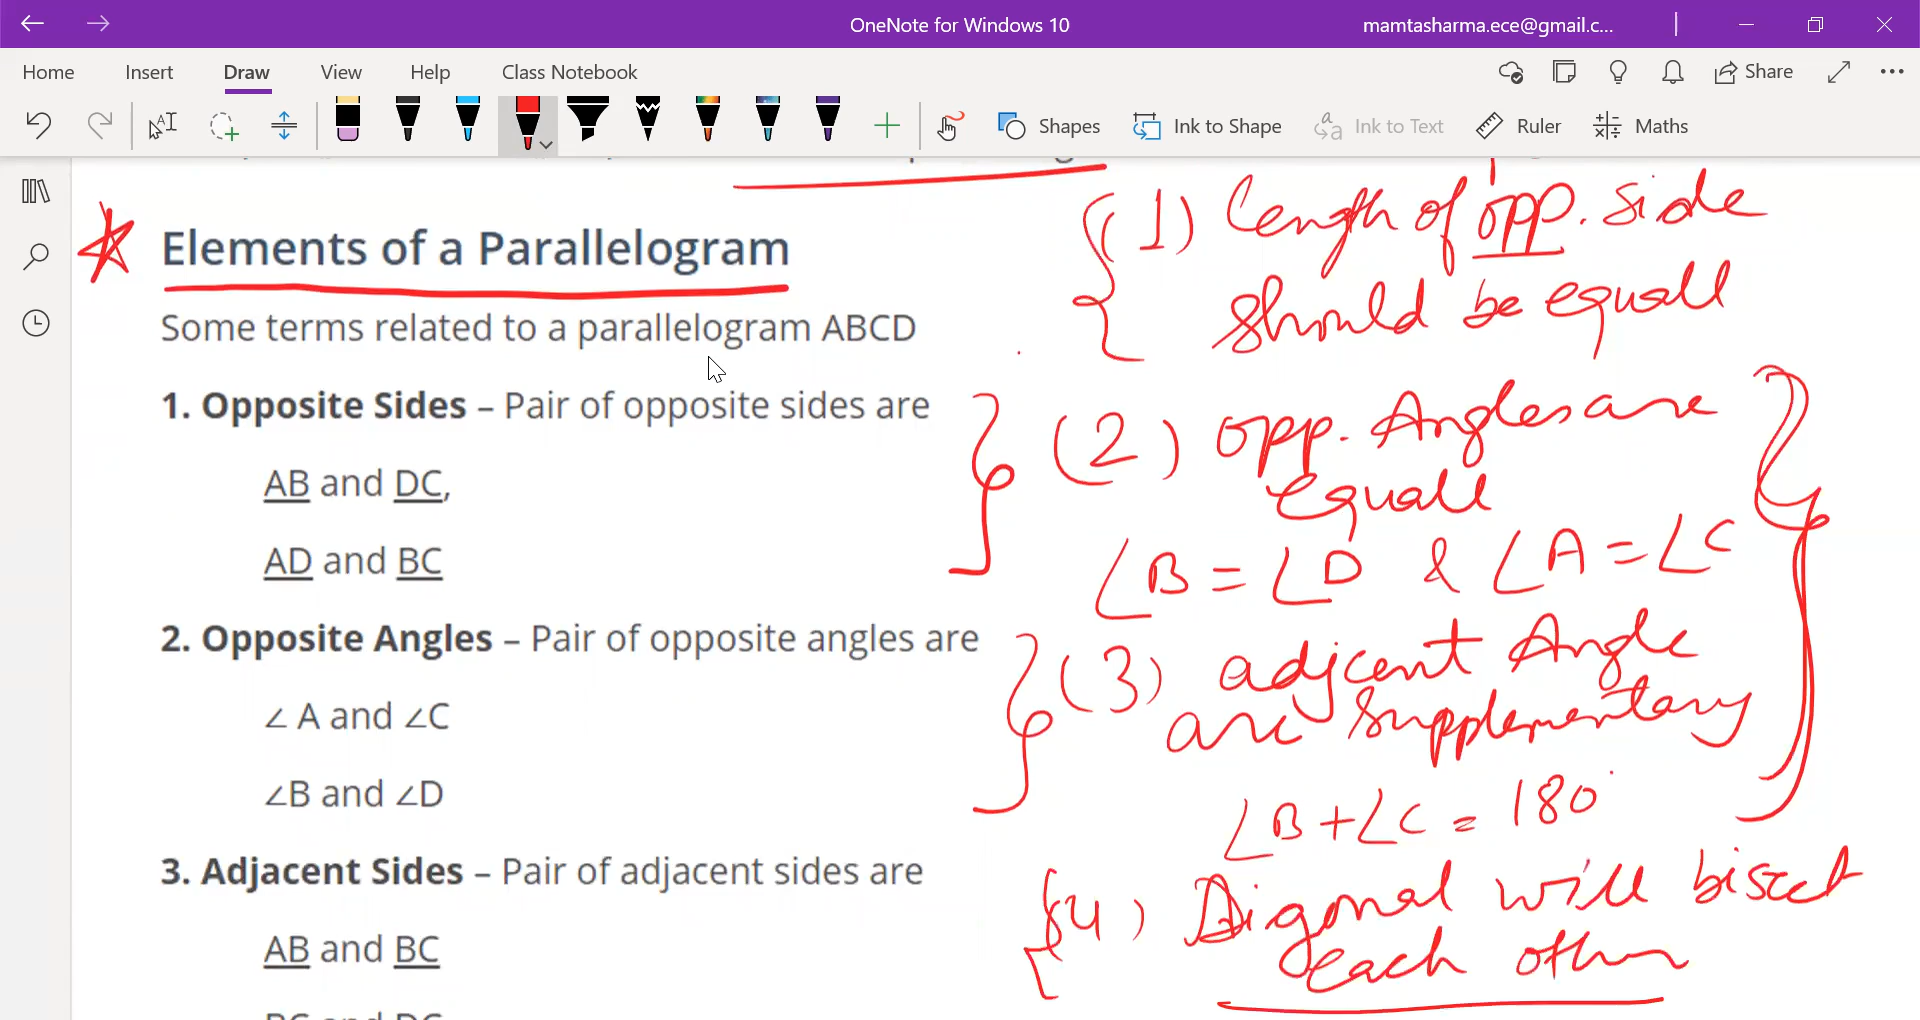 OneNote for Windows 10
mamtasharma.ece@gmail.c...
Home Insert Draw View Help Class Notebook
Share
Shapes Ink to Shape Ink to Text Ruler Maths
Elements of a Parallelogram
Some terms related to a parallelogram ABCD
1. Opposite Sides – Pair of opposite sides are
AB and DC,
AD and BC
2. Opposite Angles – Pair of opposite angles are
∠ A and ∠C
∠B and ∠D
3. Adjacent Sides – Pair of adjacent sides are
AB and BC
BC and DC
(1) length of opp. side
should be equall
(2) opp. Angles are
equall
∠B = ∠D & ∠A = ∠C
(3) adjcent Angle
are Supplementary
∠B + ∠C = 180
4) Digonal will bisect
each other